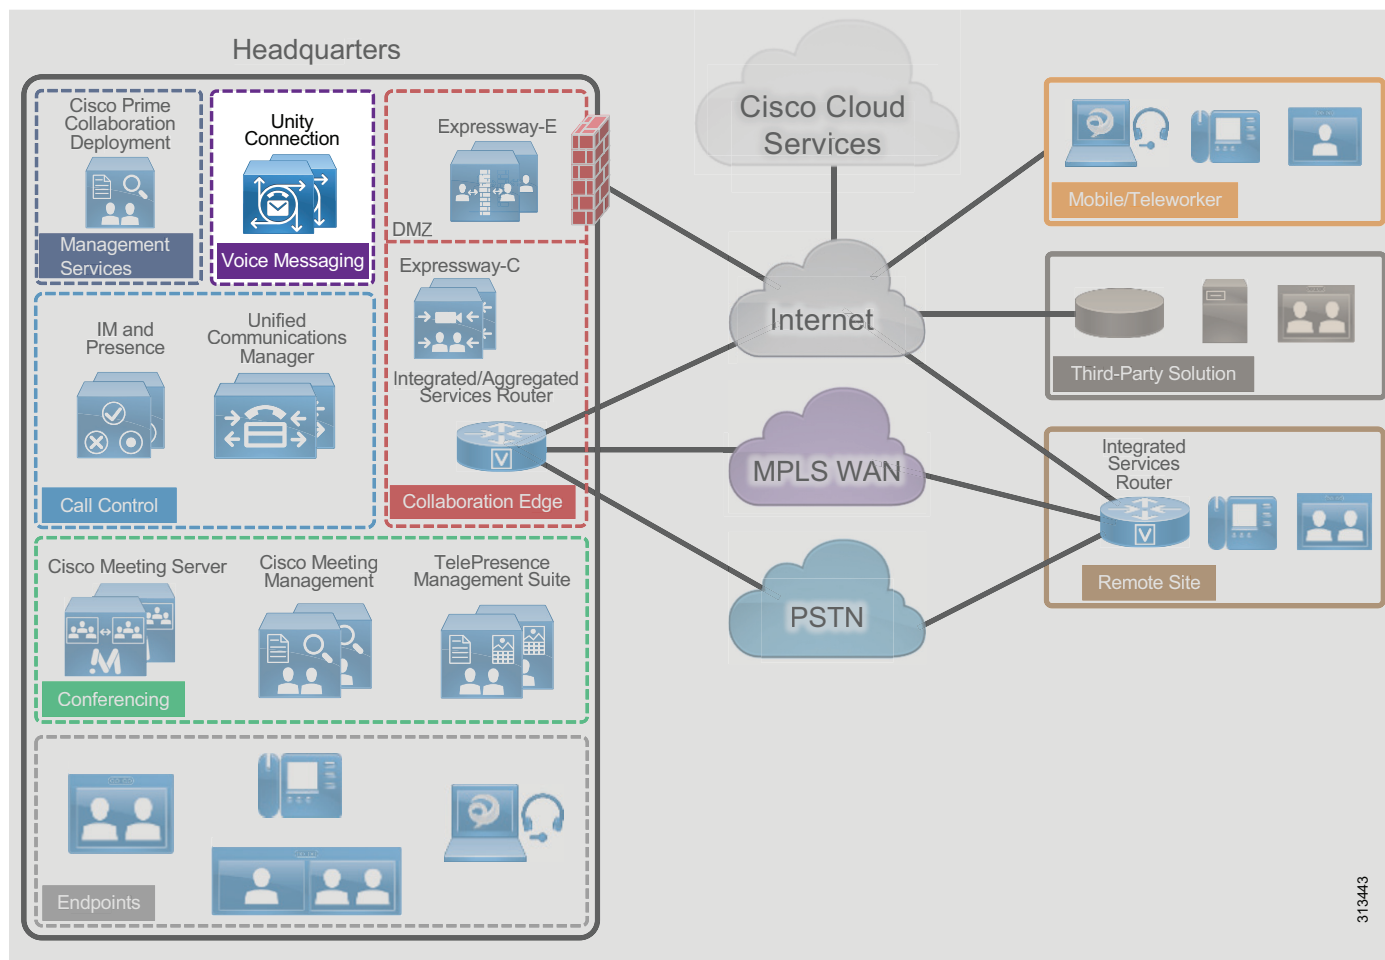 Headquarters
Cisco Prime
Collaboration
Deployment
Management
Services
Unity
Connection
Voice Messaging
Expressway-E
DMZ
Expressway-C
Integrated/Aggregated
Services Router
Collaboration Edge
IM and
Presence
Unified
Communications
Manager
Call Control
Cisco Meeting Server
Cisco Meeting
Management
TelePresence
Management Suite
Conferencing
Endpoints
Cisco Cloud
Services
Internet
MPLS WAN
PSTN
Mobile/Teleworker
Third-Party Solution
Integrated
Services
Router
Remote Site
V
V
313443